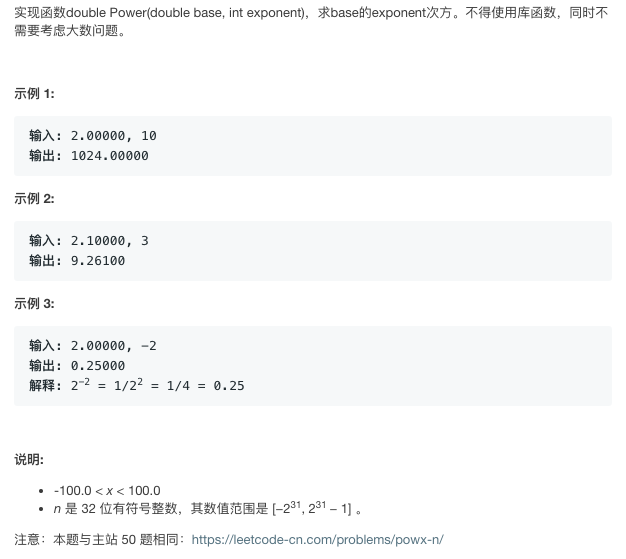 实现函数double Power(double base, int exponent)，求base的exponent次方。不得使用库函数，同时不
需要考虑大数问题。
示例 1:
输入: 2.00000, 10
输出: 1024.00000
示例 2:
输入: 2.10000, 3
输出: 9.26100
示例 3:
输入: 2.00000, -2
输出: 0.25000
解释: 2⁻² = 1/2² = 1/4 = 0.25
说明:
• -100.0 < x < 100.0
• n 是 32 位有符号整数，其数值范围是 [−2³¹, 2³¹ − 1] 。
注意：本题与主站 50 题相同：https://leetcode-cn.com/problems/powx-n/